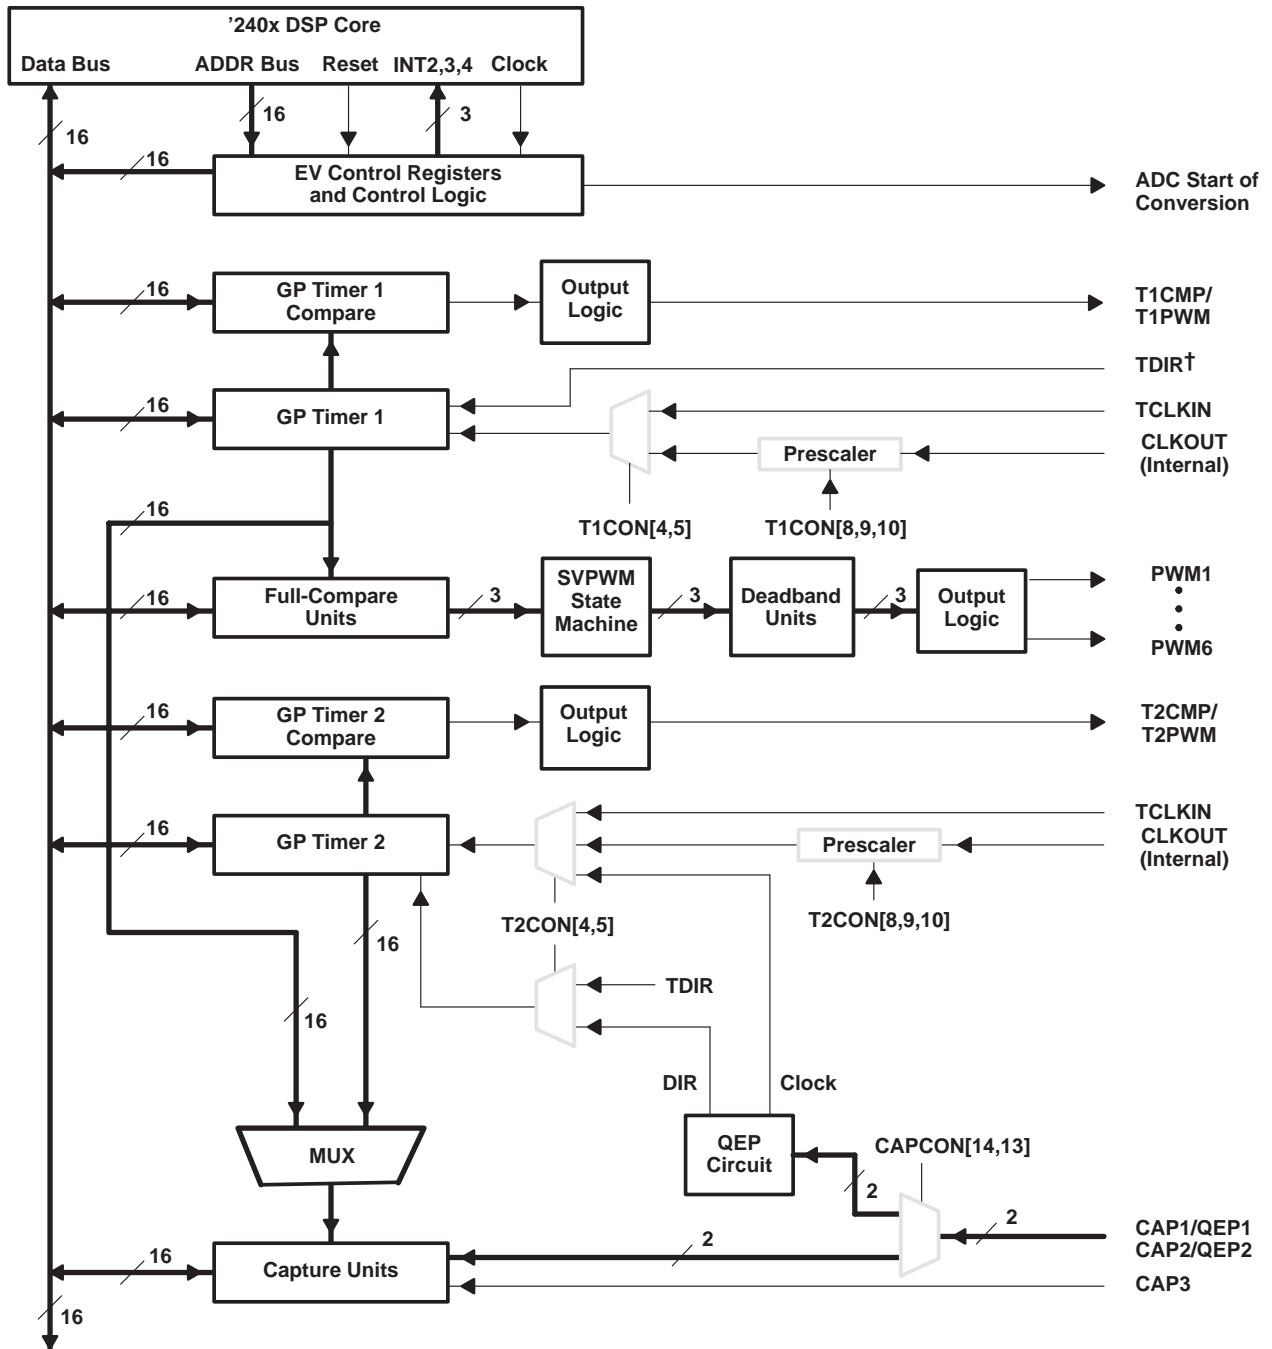 ’240x DSP Core
Data Bus
ADDR Bus
Reset
INT2,3,4
Clock
16
3
16
16
EV Control Registers
and Control Logic
ADC Start of
Conversion
16
GP Timer 1
Compare
Output
Logic
T1CMP/
T1PWM
TDIR†
16
GP Timer 1
TCLKIN
Prescaler
CLKOUT
(Internal)
16
T1CON[4,5]
T1CON[8,9,10]
16
Full-Compare
Units
3
SVPWM
State
Machine
3
Deadband
Units
3
Output
Logic
PWM1
PWM6
16
GP Timer 2
Compare
Output
Logic
T2CMP/
T2PWM
16
GP Timer 2
TCLKIN
Prescaler
CLKOUT
(Internal)
T2CON[4,5]
T2CON[8,9,10]
16
TDIR
16
DIR
Clock
MUX
QEP
Circuit
CAPCON[14,13]
2
2
CAP1/QEP1
CAP2/QEP2
2
16
Capture Units
CAP3
16